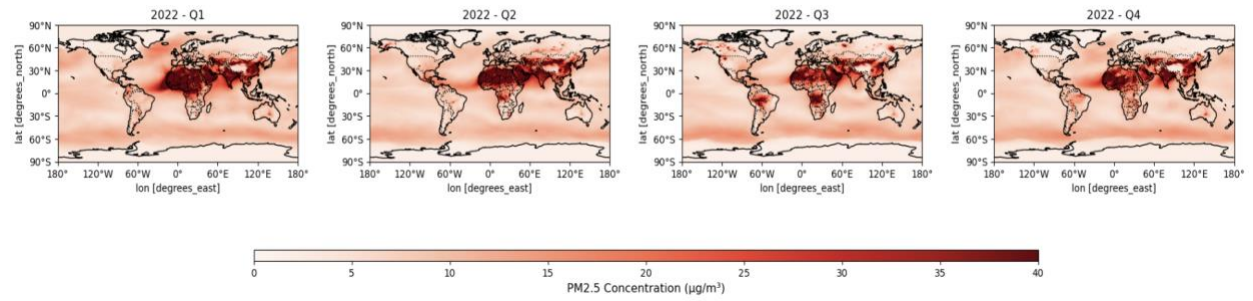 2022 - Q1
90°N
60°N
30°N
0°
30°S
60°S
90°S
lat [degrees_north]
180° 120°W 60°W 0° 60°E 120°E 180°
lon [degrees_east]
2022 - Q2
90°N
60°N
30°N
0°
30°S
60°S
90°S
lat [degrees_north]
180° 120°W 60°W 0° 60°E 120°E 180°
lon [degrees_east]
2022 - Q3
90°N
60°N
30°N
0°
30°S
60°S
90°S
lat [degrees_north]
180° 120°W 60°W 0° 60°E 120°E 180°
lon [degrees_east]
2022 - Q4
90°N
60°N
30°N
0°
30°S
60°S
90°S
lat [degrees_north]
180° 120°W 60°W 0° 60°E 120°E 180°
lon [degrees_east]
0 5 10 15 20 25 30 35 40
PM2.5 Concentration (µg/m³)